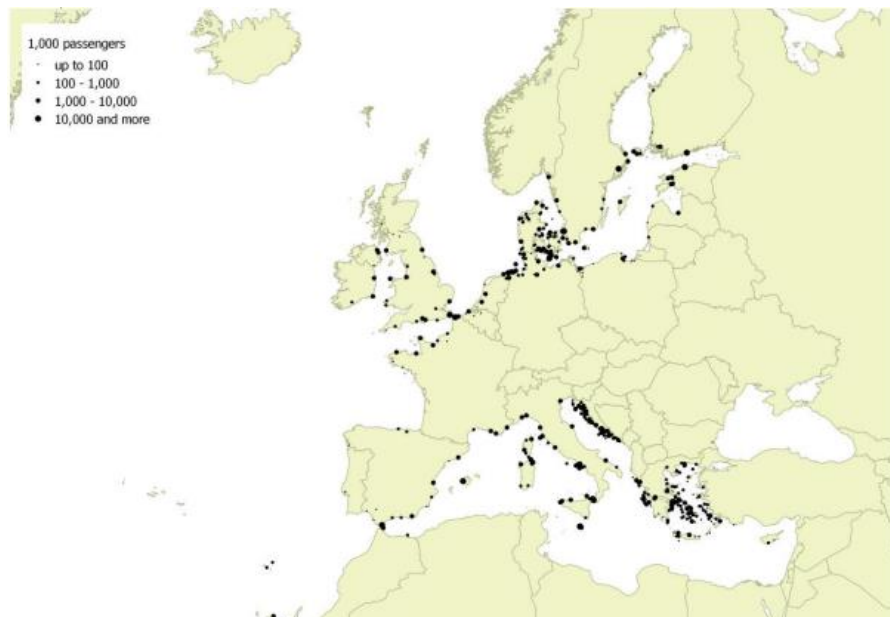 1,000 passengers
up to 100
100 - 1,000
1,000 - 10,000
10,000 and more